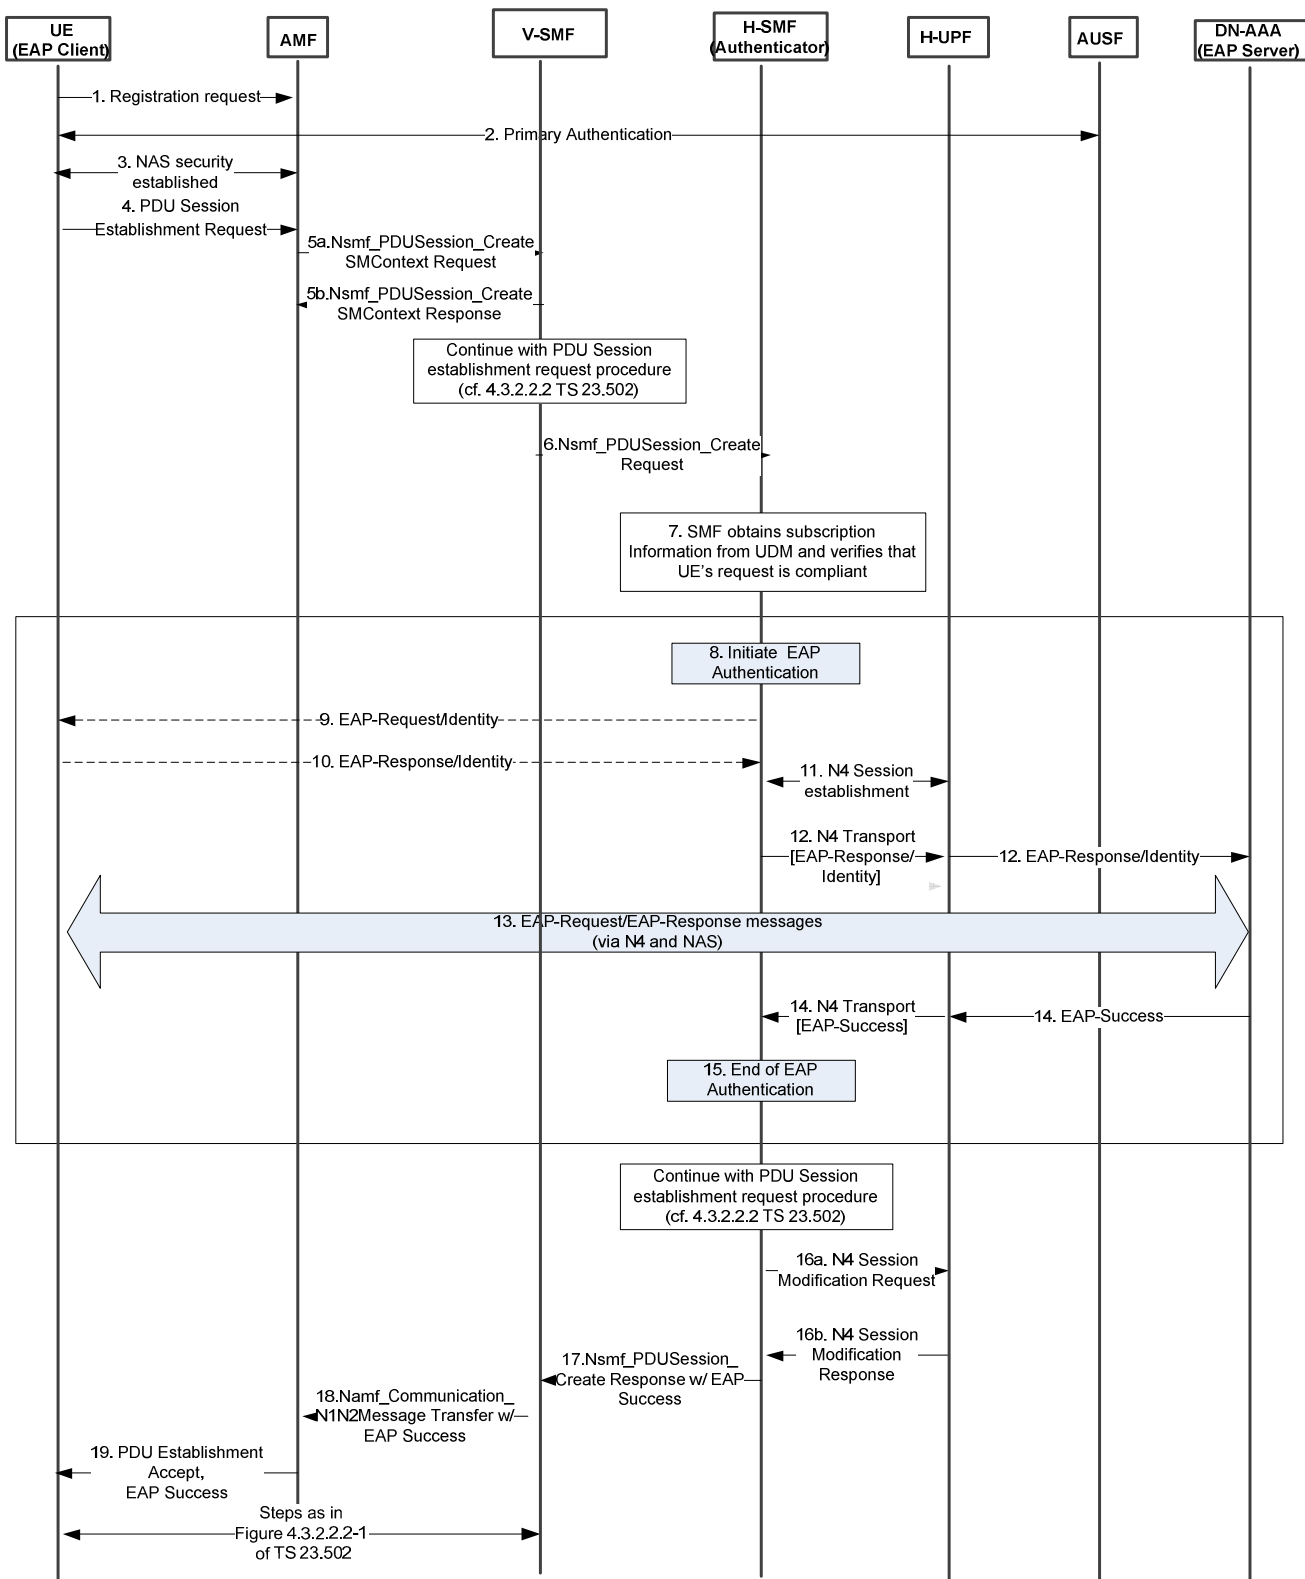 UE
(EAP Client)
AMF
V-SMF
H-SMF
(Authenticator)
H-UPF
AUSF
DN-AAA
(EAP Server)
1. Registration request
2. Primary Authentication
3. NAS security
established
4. PDU Session
Establishment Request
5a.Nsmf_PDUSession_Create
SMContext Request
5b.Nsmf_PDUSession_Create
SMContext Response
Continue with PDU Session
establishment request procedure
(cf. 4.3.2.2.2 TS 23.502)
6.Nsmf_PDUSession_Create
Request
7. SMF obtains subscription
Information from UDM and verifies that
UE's request is compliant
8. Initiate EAP
Authentication
9. EAP-Request/Identity
10. EAP-Response/Identity
11. N4 Session
establishment
12. N4 Transport
[EAP-Response/
Identity]
12. EAP-Response/Identity
13. EAP-Request/EAP-Response messages
(via N4 and NAS)
14. N4 Transport
[EAP-Success]
14. EAP-Success
15. End of EAP
Authentication
Continue with PDU Session
establishment request procedure
(cf. 4.3.2.2.2 TS 23.502)
16a. N4 Session
Modification Request
16b. N4 Session
Modification
Response
17.Nsmf_PDUSession_
Create Response w/ EAP
Success
18.Namf_Communication_
N1N2Message Transfer w/
EAP Success
19. PDU Establishment
Accept,
EAP Success
Steps as in
Figure 4.3.2.2.2-1
of TS 23.502